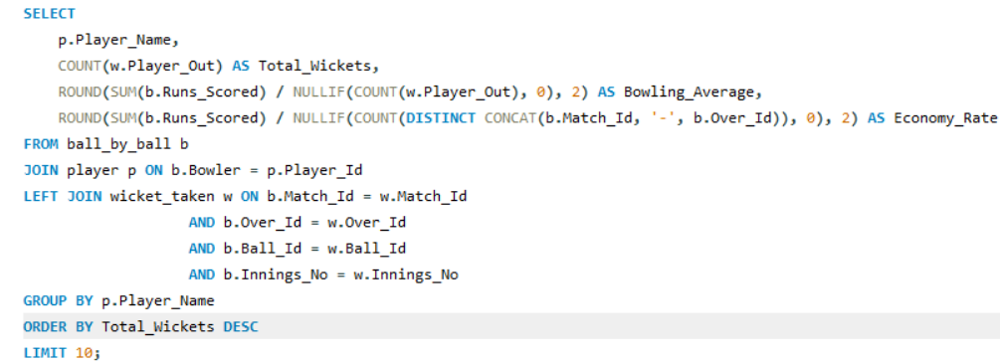 SELECT
p.Player_Name,
COUNT(w.Player_Out) AS Total_Wickets,
ROUND(SUM(b.Runs_Scored) / NULLIF(COUNT(w.Player_Out), 0), 2) AS Bowling_Average,
ROUND(SUM(b.Runs_Scored) / NULLIF(COUNT(DISTINCT CONCAT(b.Match_Id, '-', b.Over_Id)), 0), 2) AS Economy_Rate
FROM ball_by_ball b
JOIN player p ON b.Bowler = p.Player_Id
LEFT JOIN wicket_taken w ON b.Match_Id = w.Match_Id
AND b.Over_Id = w.Over_Id
AND b.Ball_Id = w.Ball_Id
AND b.Innings_No = w.Innings_No
GROUP BY p.Player_Name
ORDER BY Total_Wickets DESC
LIMIT 10;